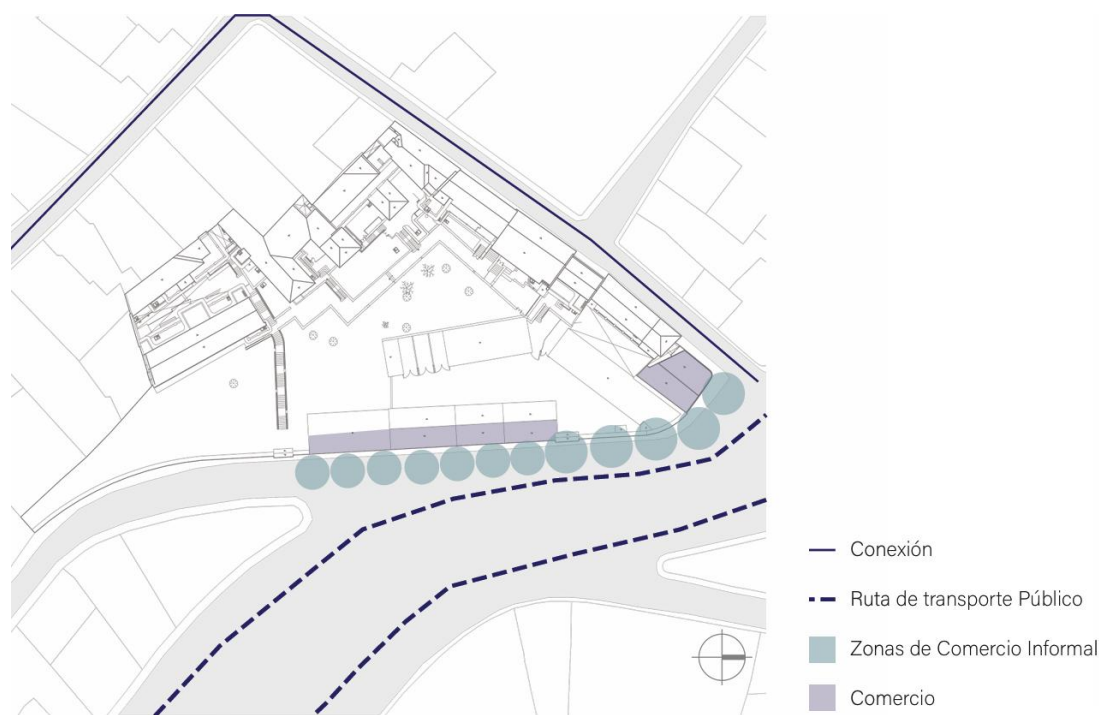 Conexión
Ruta de transporte Público
Zonas de Comercio Informal
Comercio